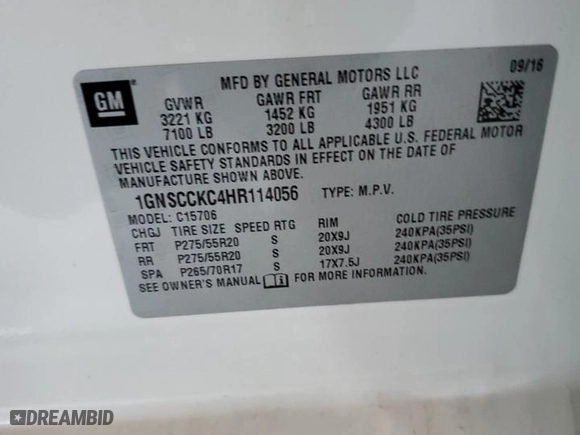 GM
MFD BY GENERAL MOTORS LLC 09/16
GVWR GAWR FRT GAWR RR
3221 KG 1452 KG 1951 KG
7100 LB 3200 LB 4300 LB
THIS VEHICLE CONFORMS TO ALL APPLICABLE U.S. FEDERAL MOTOR
VEHICLE SAFETY STANDARDS IN EFFECT ON THE DATE OF
MANUFACTURE SHOWN ABOVE.
1GNSCCKC4HR114056 TYPE: M.P.V.
MODEL: C15706
CHGJ TIRE SIZE SPEED RTG RIM COLD TIRE PRESSURE
FRT P275/55R20 S 20X9J 240KPA(35PSI)
RR P275/55R20 S 20X9J 240KPA(35PSI)
SPA P265/70R17 S 17X7.5J 240KPA(35PSI)
SEE OWNER'S MANUAL FOR MORE INFORMATION.
DREAMBID